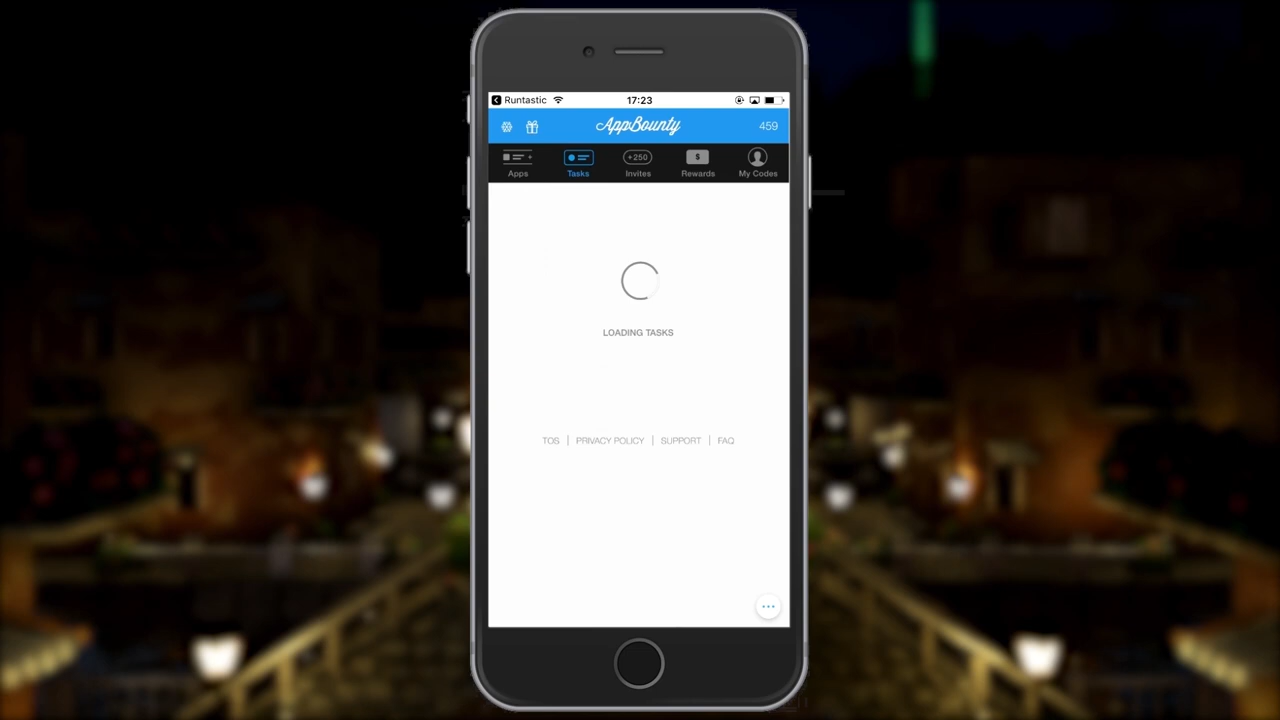 Runtastic 17:23
AppBounty 459
+250 $
Apps Tasks Invites Rewards My Codes
LOADING TASKS
TOS | PRIVACY POLICY | SUPPORT | FAQ